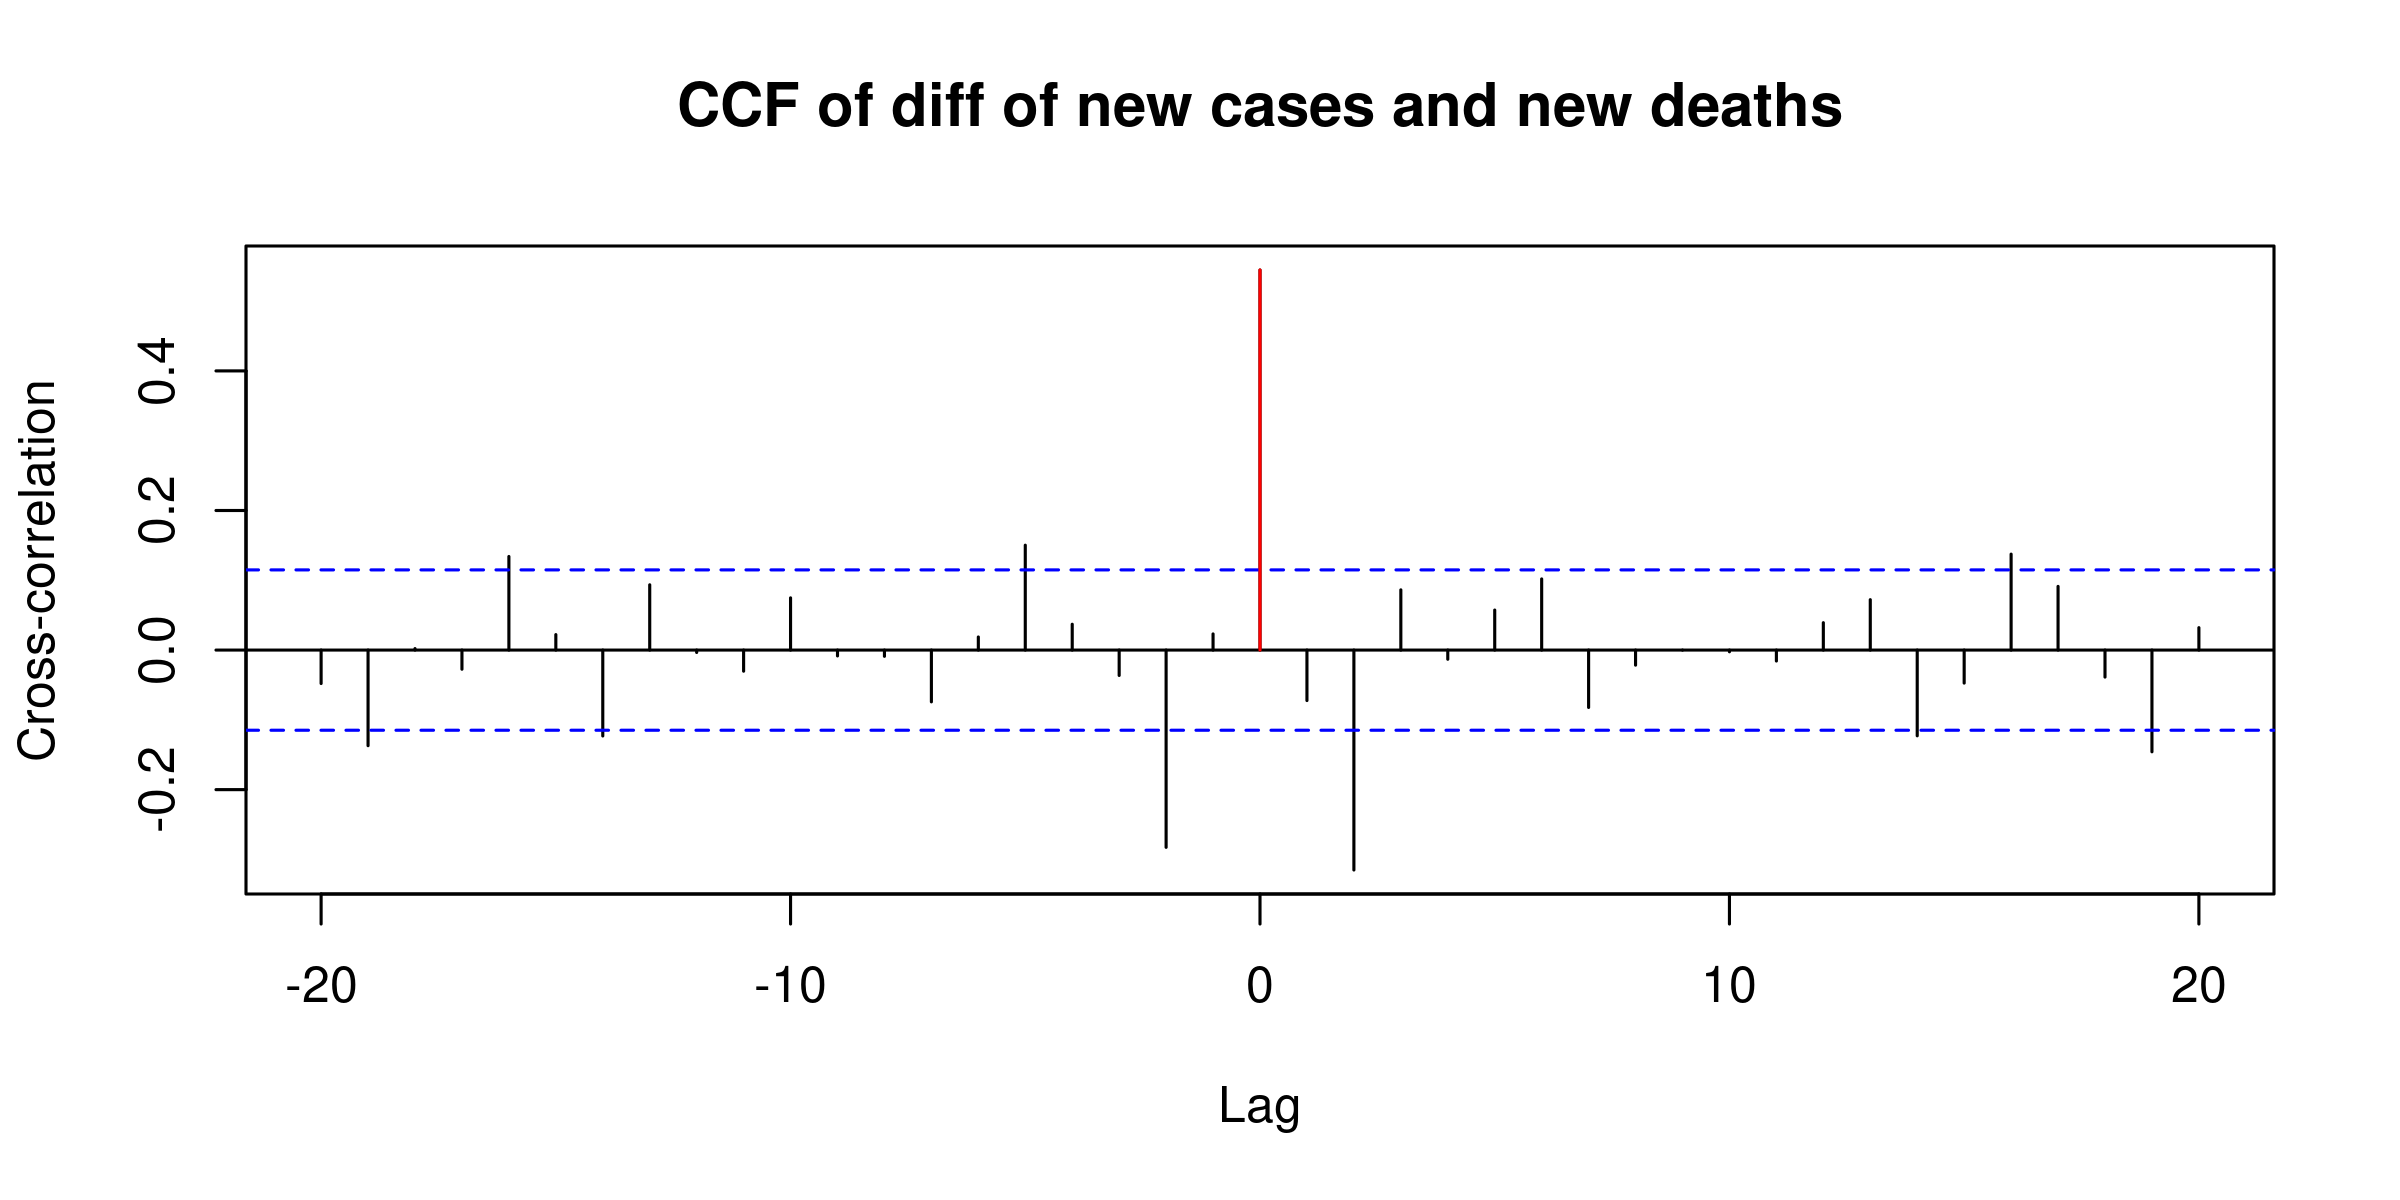 CCF of diff of new cases and new deaths
Cross-correlation
0.4
0.2
0.0
-0.2
-20 -10 0 10 20
Lag